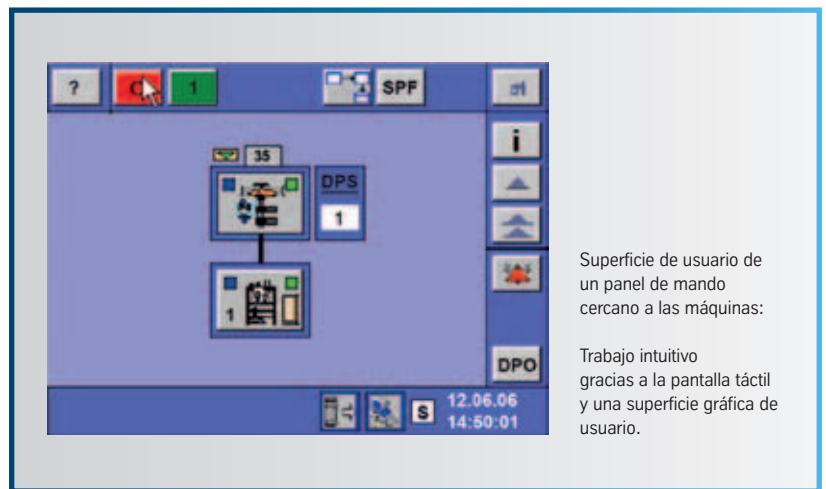 ?
1
SPF
i
35
DPS
1
1
DPO
S
12.06.06
14:50:01
Superficie de usuario de
un panel de mando
cercano a las máquinas:
Trabajo intuitivo
gracias a la pantalla táctil
y una superficie gráfica de
usuario.